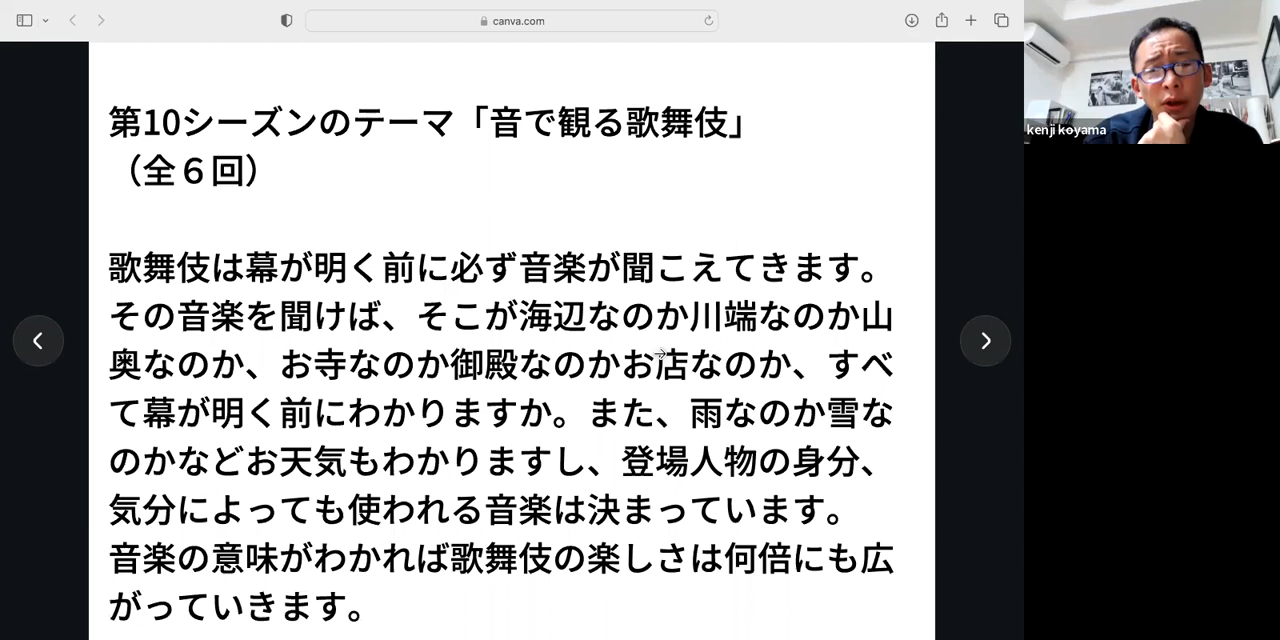 canva.com
第10シーズンのテーマ「音で観る歌舞伎」
（全６回）
歌舞伎は幕が明く前に必ず音楽が聞こえてきます。
その音楽を聞けば、そこが海辺なのか川端なのか山
奥なのか、お寺なのか御殿なのかお店なのか、すべ
て幕が明く前にわかりますか。また、雨なのか雪な
のかなどお天気もわかりますし、登場人物の身分、
気分によっても使われる音楽は決まっています。
音楽の意味がわかれば歌舞伎の楽しさは何倍にも広
がっていきます。
kenji koyama